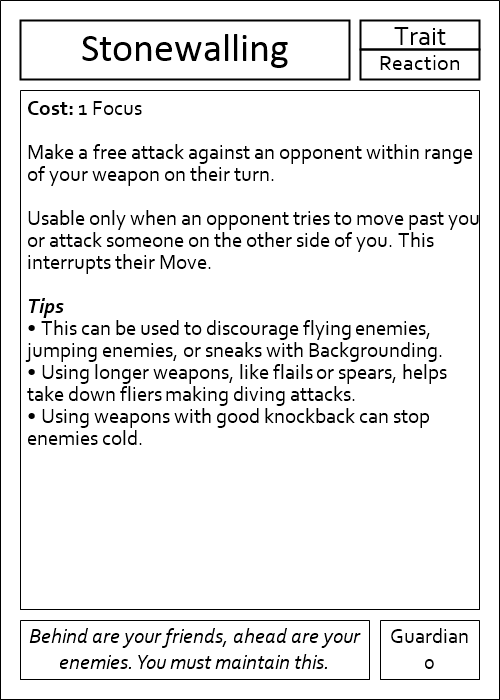 Stonewalling
Trait
Reaction
Cost: 1 Focus
Make a free attack against an opponent within range
of your weapon on their turn.
Usable only when an opponent tries to move past you
or attack someone on the other side of you. This
interrupts their Move.
Tips
• This can be used to discourage flying enemies,
jumping enemies, or sneaks with Backgrounding.
• Using longer weapons, like flails or spears, helps
take down fliers making diving attacks.
• Using weapons with good knockback can stop
enemies cold.
Behind are your friends, ahead are your
enemies. You must maintain this.
Guardian
0